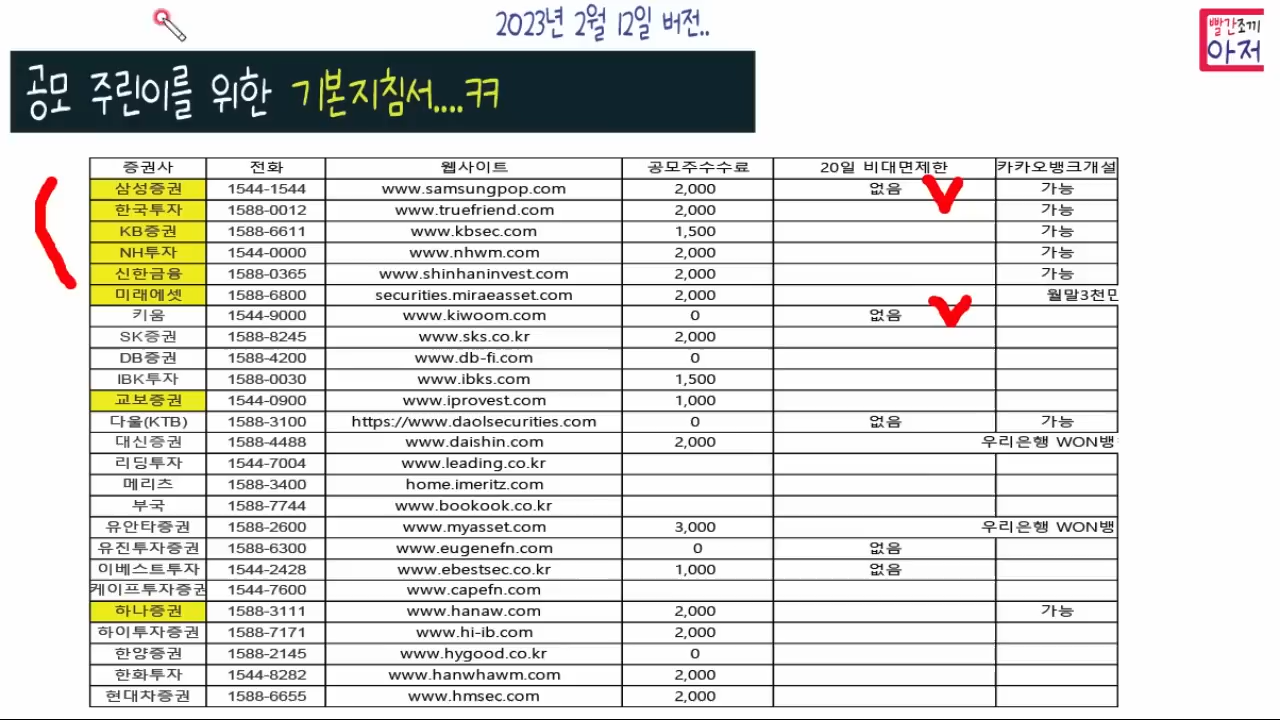 2023년 2월 12일 버전..
빨간조끼
아저
공모 주린이를 위한 기본지침서....ㅋㅋ
증권사 전화 웹사이트 공모주수수료 20일 비대면제한 카카오뱅크개설
삼성증권 1544-1544 www.samsungpop.com 2,000 없음 가능
한국투자 1588-0012 www.truefriend.com 2,000 가능
KB증권 1588-6611 www.kbsec.com 1,500 가능
NH투자 1544-0000 www.nhwm.com 2,000 가능
신한금융 1588-0365 www.shinhaninvest.com 2,000 가능
미래에셋 1588-6800 securities.miraeasset.com 2,000 월말3천만
키움 1544-9000 www.kiwoom.com 0 없음
SK증권 1588-8245 www.sks.co.kr 2,000
DB증권 1588-4200 www.db-fi.com 0
IBK투자 1588-0030 www.ibks.com 1,500
교보증권 1544-0900 www.iprovest.com 1,000
다올(KTB) 1588-3100 https://www.daolsecurities.com 0 없음 가능
대신증권 1588-4488 www.daishin.com 2,000 우리은행 WON뱅
리딩투자 1544-7004 www.leading.co.kr
메리츠 1588-3400 home.imeritz.com
부국 1588-7744 www.bookook.co.kr
유안타증권 1588-2600 www.myasset.com 3,000 우리은행 WON뱅
유진투자증권 1588-6300 www.eugenefn.com 0 없음
이베스트투자 1544-2428 www.ebestsec.co.kr 1,000 없음
케이프투자증권 1544-7600 www.capefn.com
하나증권 1588-3111 www.hanaw.com 2,000 가능
하이투자증권 1588-7171 www.hi-ib.com 2,000
한양증권 1588-2145 www.hygood.co.kr 0
한화투자 1544-8282 www.hanwhawm.com 2,000
현대차증권 1588-6655 www.hmsec.com 2,000